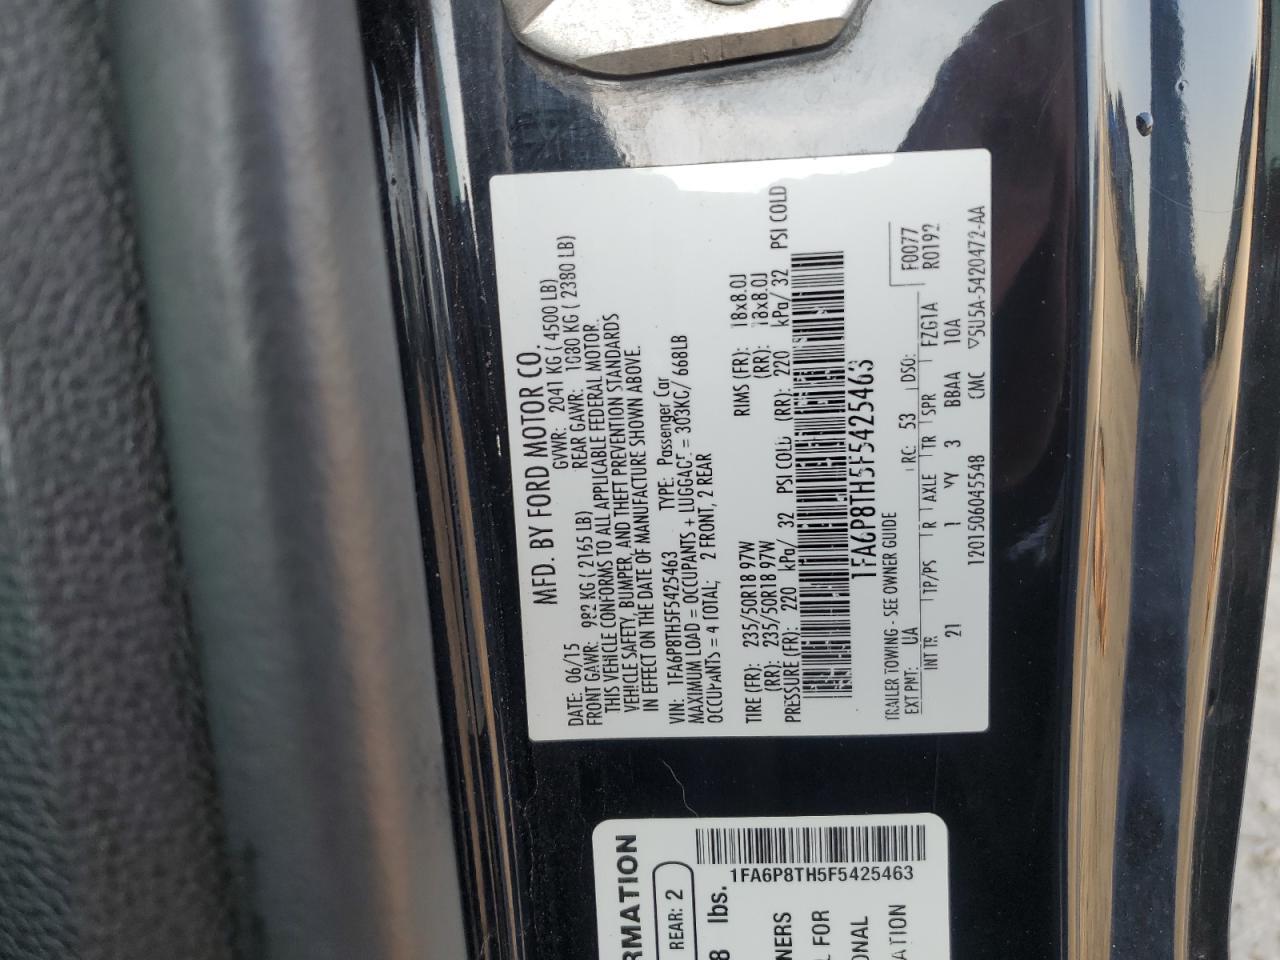 MFD. BY FORD MOTOR CO.
DATE: 06/15 GVWR: 2041 KG ( 4500 LB)
FRONT GAWR: 982 KG ( 2165 LB) REAR GAWR: 1080 KG ( 2380 LB)
THIS VEHICLE CONFORMS TO ALL APPLICABLE FEDERAL MOTOR
VEHICLE SAFETY, BUMPER, AND THEFT PREVENTION STANDARDS
IN EFFECT ON THE DATE OF MANUFACTURE SHOWN ABOVE.
VIN: 1FA6P8TH5F5425463 TYPE: Passenger Car
MAXIMUM LOAD = OCCUPANTS + LUGGAGE = 303KG/ 668LB
OCCUPANTS = 4 TOTAL; 2 FRONT, 2 REAR
TIRE (FR): 235/50R18 97W RIMS (FR): 18x8.0J
(RR): 235/50R18 97W (RR): 18x8.0J
PRESSURE (FR): 220 kPa/ 32 PSI COLD (RR): 220 kPa/ 32 PSI COLD
1FA6P8TH5F5425463
TRAILER TOWING - SEE OWNER GUIDE
F0077
EXT PNT: UA RC: 53 DSO: R0192
INT TR TP/PS R AXLE TR SPR FZG1A
21 1 VY 3 BBAA 10A
1201506045548 CMC ▽5U5A-5420472-AA
RMATION
REAR: 2
8 lbs.
1FA6P8TH5F5425463
NERS
L FOR
ONAL
ATION